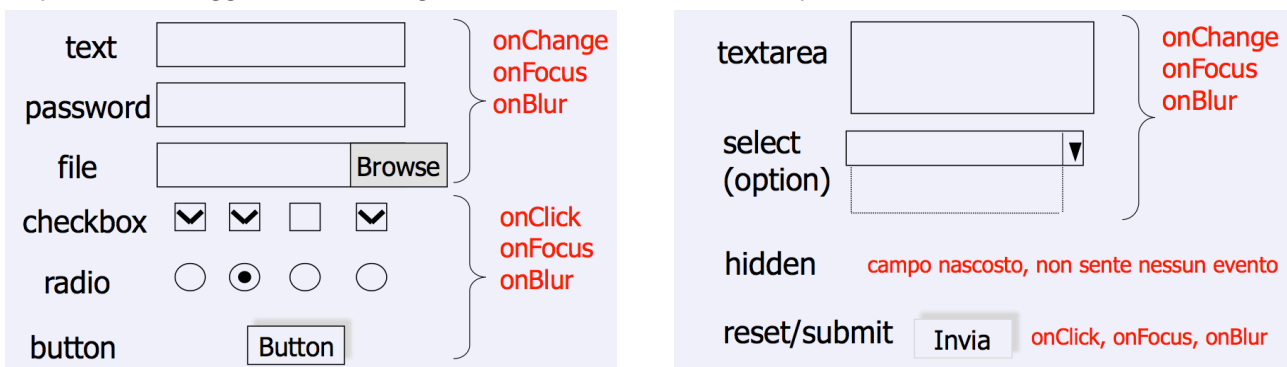 text
onChange
onFocus
onBlur
password
file
Browse
checkbox
onClick
onFocus
onBlur
radio
button
Button
textarea
onChange
onFocus
onBlur
select
(option)
hidden
campo nascosto, non sente nessun evento
reset/submit
Invia
onClick, onFocus, onBlur